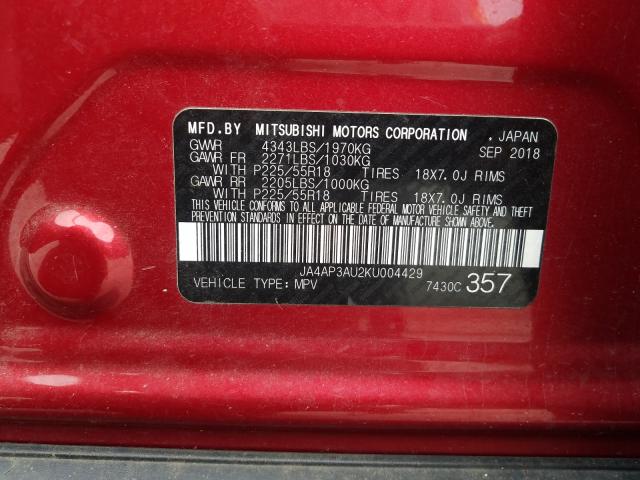 MFD.BY MITSUBISHI MOTORS CORPORATION . JAPAN
GVWR 4343LBS/1970KG SEP 2018
GAWR FR 2271LBS/1030KG
WITH P225/55R18 TIRES 18X7.0J RIMS
GAWR RR 2205LBS/1000KG
WITH P225/55R18 TIRES 18X7.0J RIMS
THIS VEHICLE CONFORMS TO ALL APPLICABLE FEDERAL MOTOR VEHICLE SAFETY AND THEFT
PREVENTION STANDARDS IN EFFECT ON THE DATE OF MANUFACTURE SHOWN ABOVE.
JA4AP3AU2KU004429
VEHICLE TYPE: MPV 7430C 357